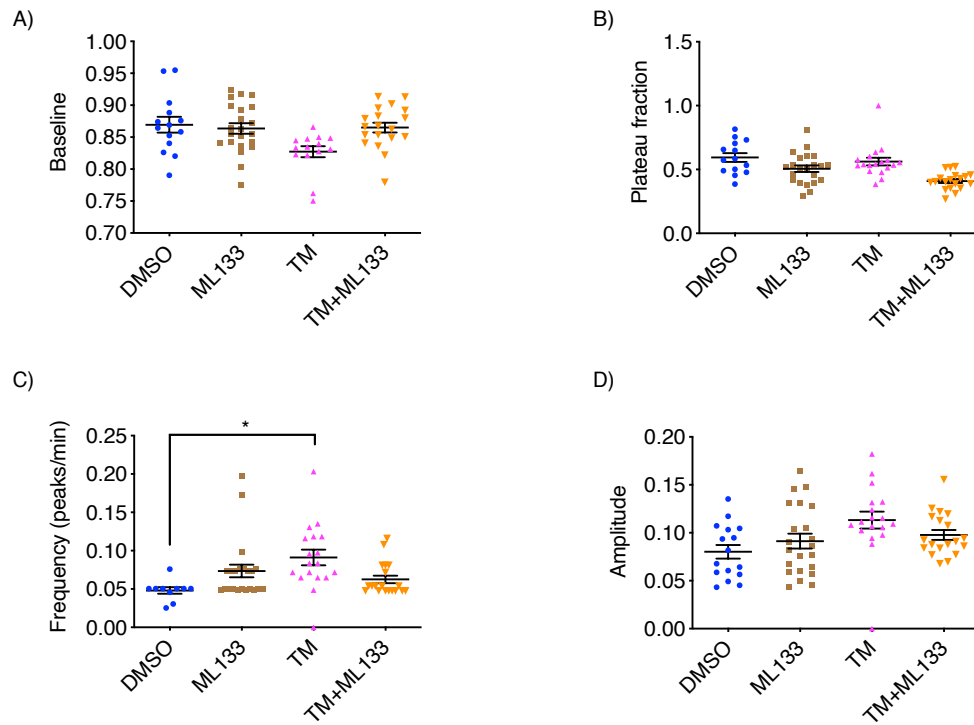 A)
Baseline
1.00
0.95
0.90
0.85
0.80
0.75
0.70
DMSO
ML133
TM
TM+ML133
B)
Plateau fraction
1.5
1.0
0.5
0.0
DMSO
ML133
TM
TM+ML133
C)
Frequency (peaks/min)
0.25
0.20
0.15
0.10
0.05
0.00
*
DMSO
ML133
TM
TM+ML133
D)
Amplitude
0.20
0.15
0.10
0.05
0.00
DMSO
ML133
TM
TM+ML133